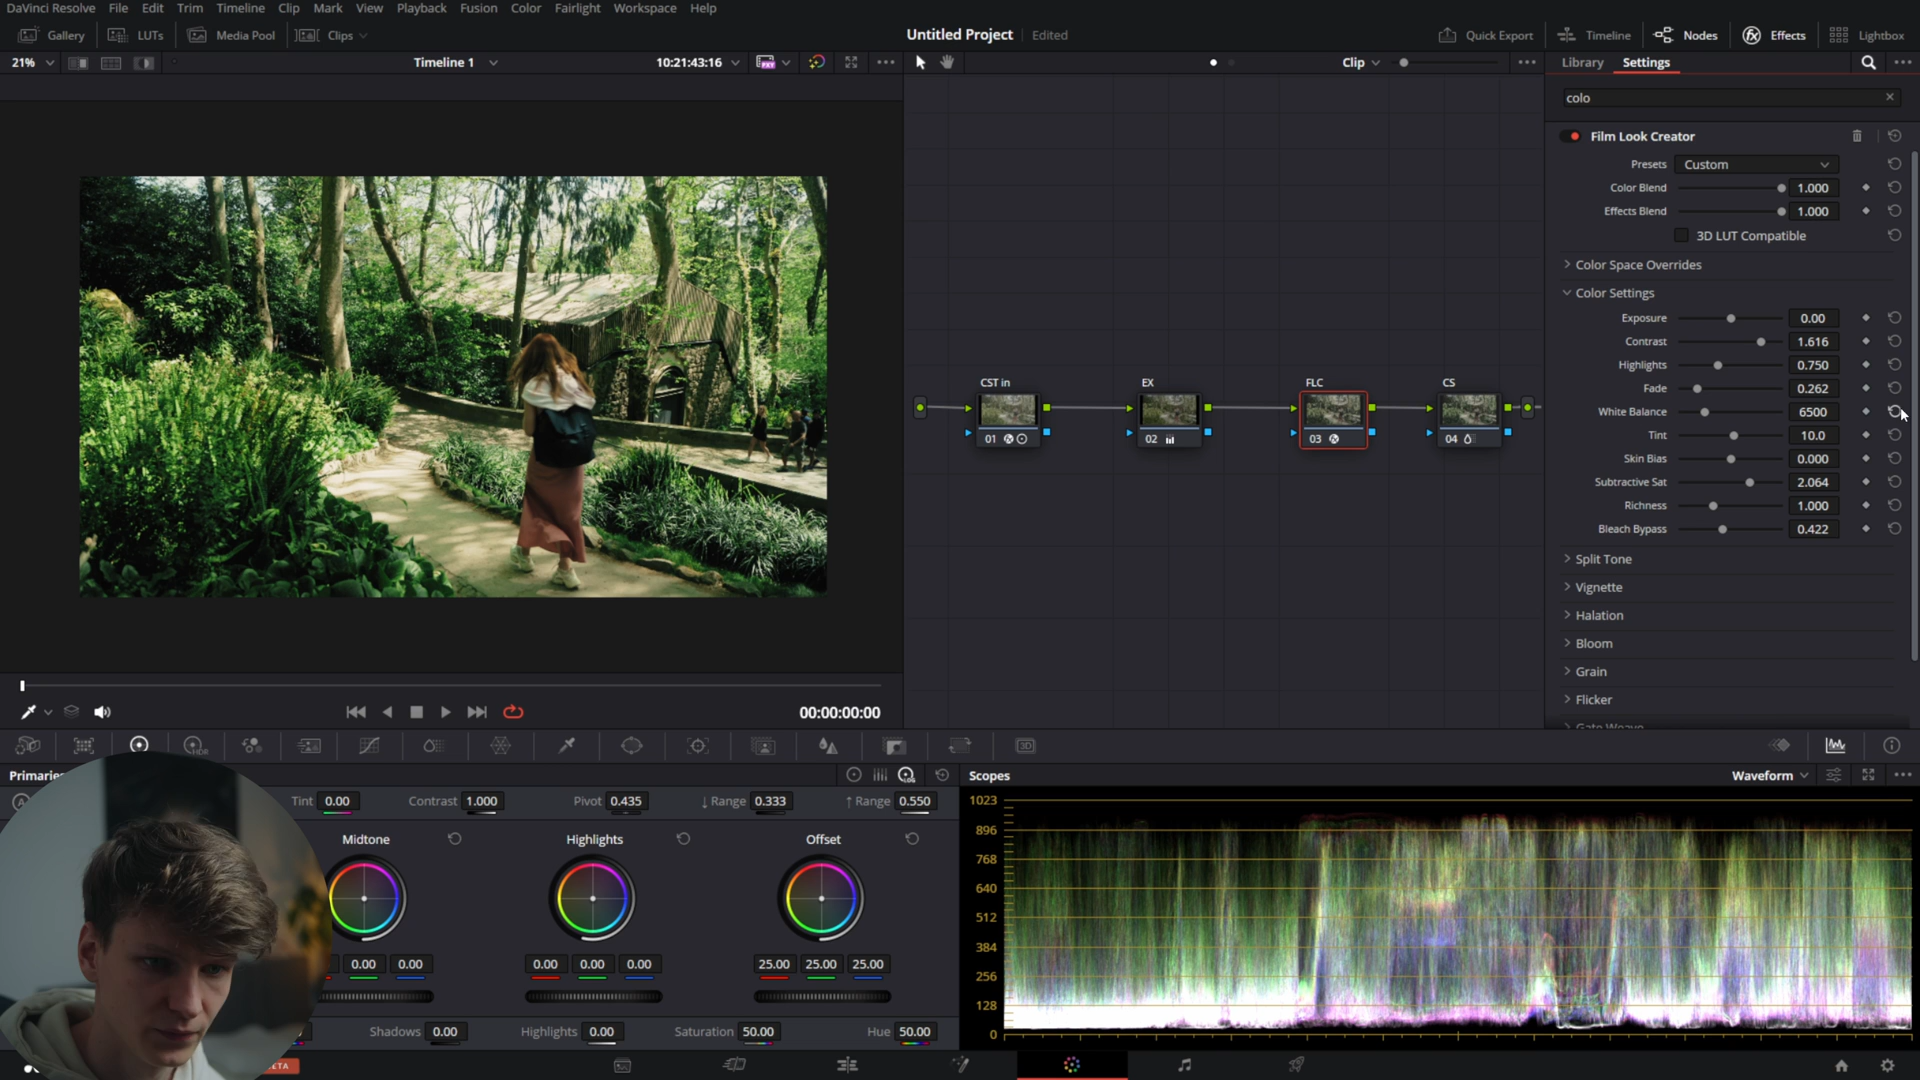 DaVinci Resolve File Edit Trim Timeline Clip Mark View Playback Fusion Color Fairlight Workspace Help
Gallery LUTs Media Pool Clips Untitled Project Edited Quick Export Timeline Nodes Effects Lightbox
21% Timeline 1 10:21:43:16 Clip Library Settings
colo
Film Look Creator
Presets Custom
Color Blend 1.000
Effects Blend 1.000
3D LUT Compatible
Color Space Overrides
Color Settings
Exposure 0.00
Contrast 1.616
Highlights 0.750
Fade 0.262
White Balance 6500
Tint 10.0
Skin Bias 0.000
Subtractive Sat 2.064
Richness 1.000
Bleach Bypass 0.422
Split Tone
Vignette
Halation
Bloom
Grain
Flicker
Gate Weave
CST in EX FLC CS
01 02 03 04
00:00:00:00
HDR
3D
Primaries
LOG
Scopes Waveform
Tint 0.00 Contrast 1.000 Pivot 0.435 ↓ Range 0.333 ↑ Range 0.550
Midtone Highlights Offset
0.00 0.00 0.00 0.00 0.00 25.00 25.00 25.00
Shadows 0.00 Highlights 0.00 Saturation 50.00 Hue 50.00
ETA
1023
896
768
640
512
384
256
128
0